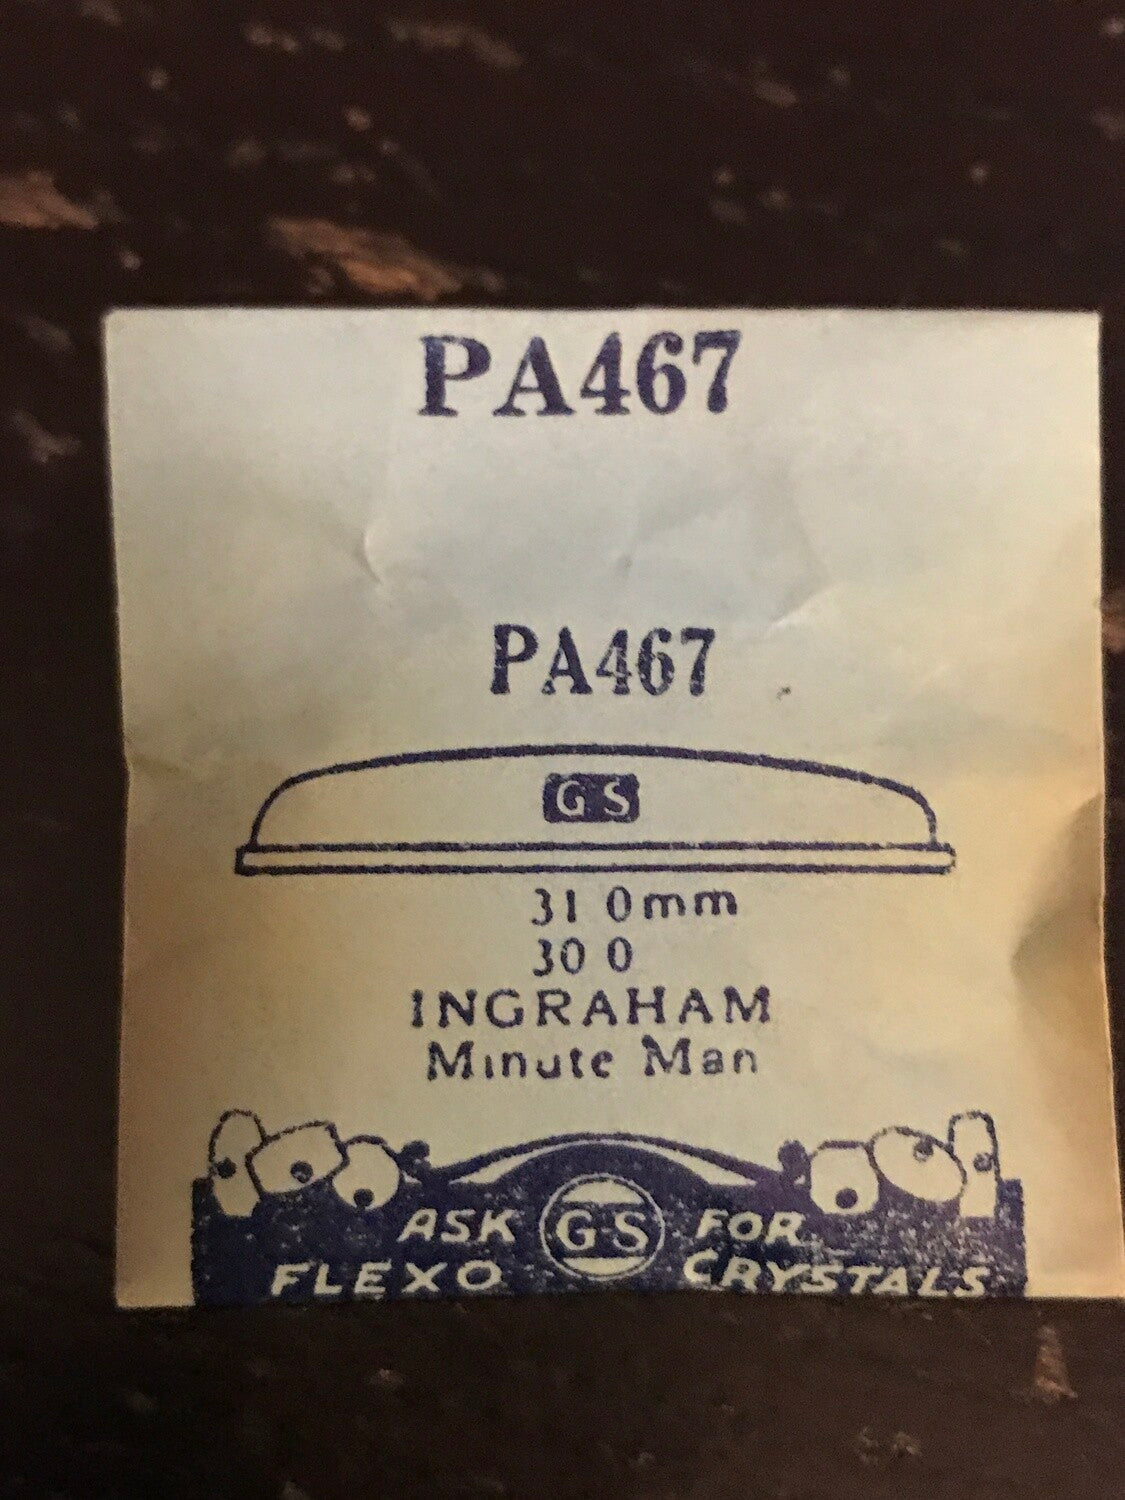 PA467
PA467
GS
31 0mm
30 0
INGRAHAM
Minute Man
ASK GS FOR
FLEXO CRYSTALS